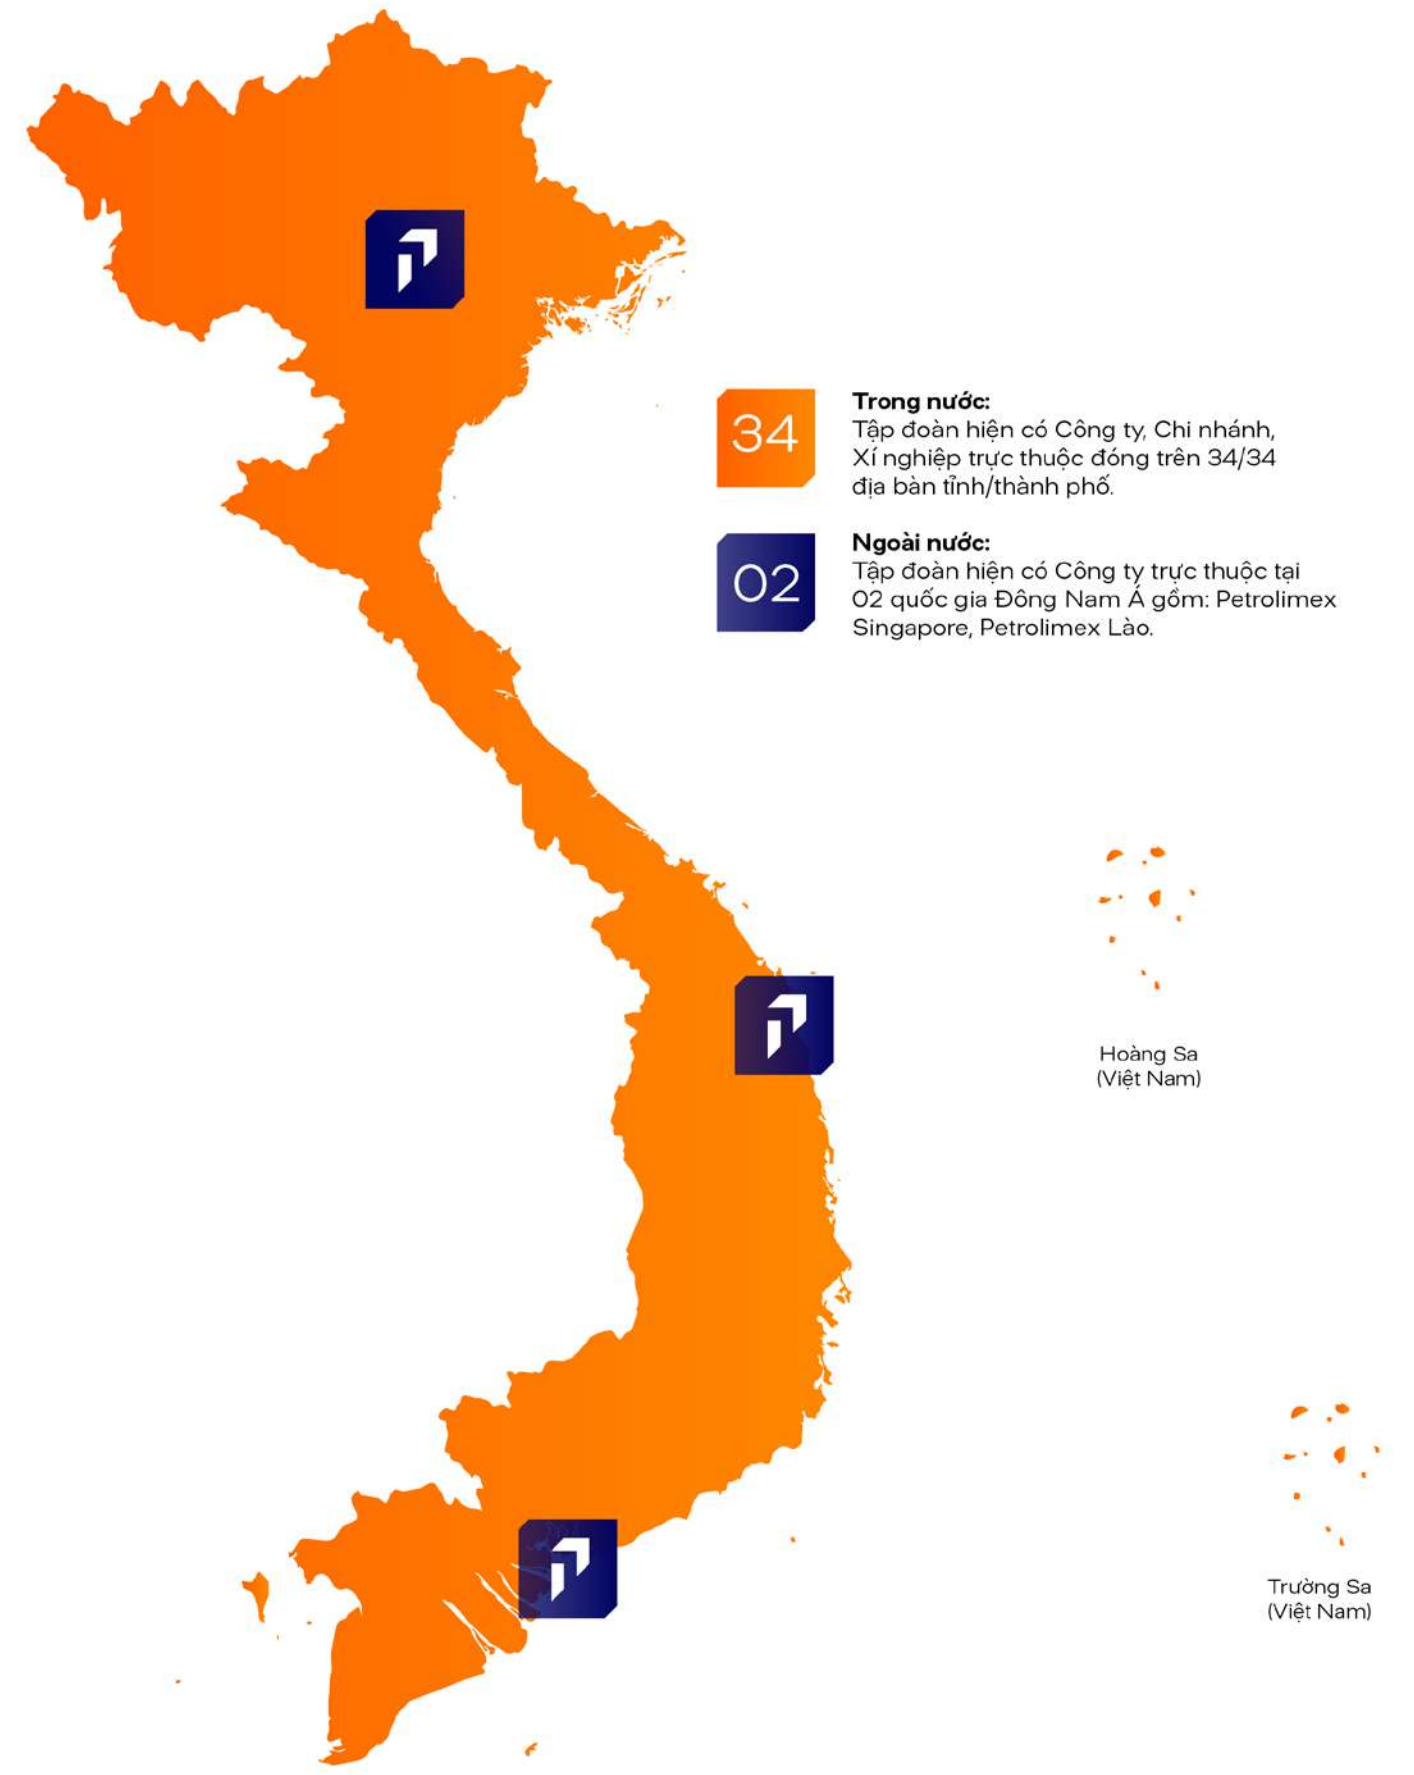 34
Trong nước:
Tập đoàn hiện có Công ty, Chi nhánh,
Xí nghiệp trực thuộc đóng trên 34/34
địa bàn tỉnh/thành phố.
02
Ngoài nước:
Tập đoàn hiện có Công ty trực thuộc tại
02 quốc gia Đông Nam Á gồm: Petrolimex
Singapore, Petrolimex Lào.
Hoàng Sa
(Việt Nam)
Trường Sa
(Việt Nam)